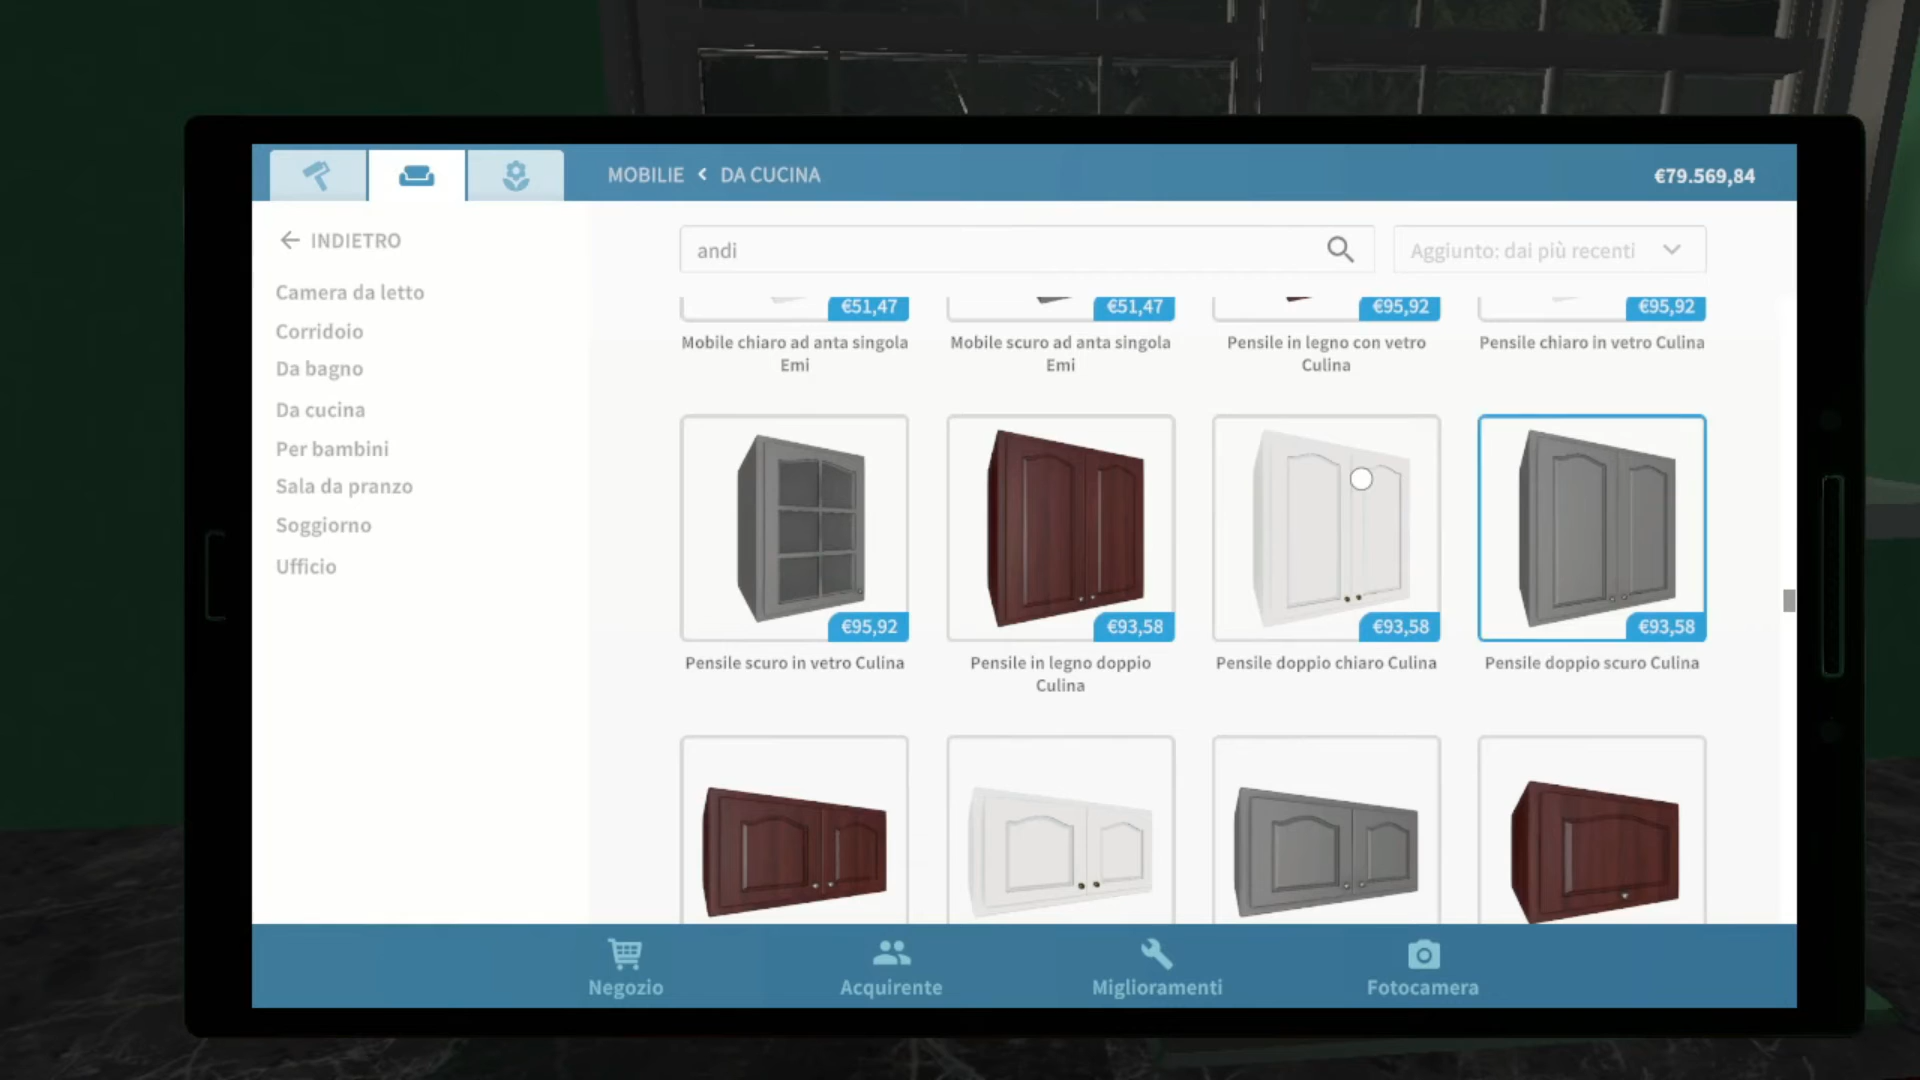 MOBILIE < DA CUCINA
€79.569,84
INDIETRO
Camera da letto
Corridoio
Da bagno
Da cucina
Per bambini
Sala da pranzo
Soggiorno
Ufficio
andi
Aggiunto: dai più recenti
€51,47
€51,47
€95,92
€95,92
Mobile chiaro ad anta singola
Emi
Mobile scuro ad anta singola
Emi
Pensile in legno con vetro
Culina
Pensile chiaro in vetro Culina
€95,92
€93,58
€93,58
€93,58
Pensile scuro in vetro Culina
Pensile in legno doppio
Culina
Pensile doppio chiaro Culina
Pensile doppio scuro Culina
Negozio
Acquirente
Miglioramenti
Fotocamera